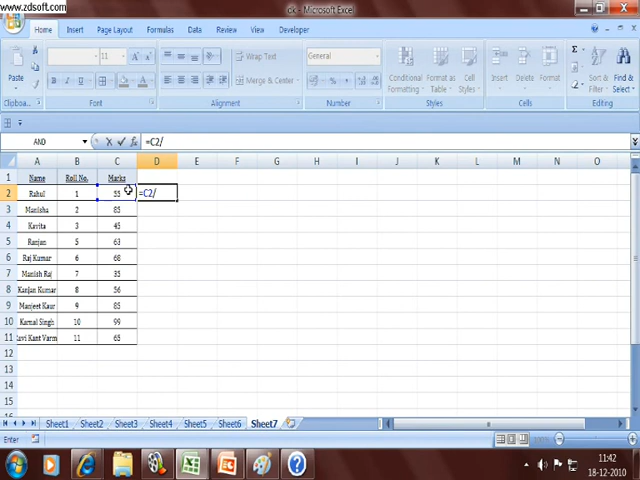 www.zdsoft.com
clc - Microsoft Excel
Home Insert Page Layout Formulas Data Review View Developer
Paste
11
A A
Wrap Text
General
B I U
Merge & Center
Conditional Formatting Format as Table Cell Styles
Insert Delete Format
Sort & Filter Find & Select
Clipboard Font Alignment Number Styles Cells Editing
AND =C2/
A B C D E F G H I J K L M N O
1 Name Roll No. Marks
2 Rahul 1 55 =C2/
3 Manisha 2 85
4 Kavita 3 45
5 Ranjan 5 63
6 Raj Kumar 6 68
7 Manish Raj 7 35
8 Kanjan Kumar 8 56
9 Manjeet Kaur 9 85
10 Kamal Singh 10 99
11 avi Kant Varm 11 65
12
13
14
15
Sheet1 Sheet2 Sheet3 Sheet4 Sheet5 Sheet6 Sheet7
Enter 100%
11:42
18-12-2010